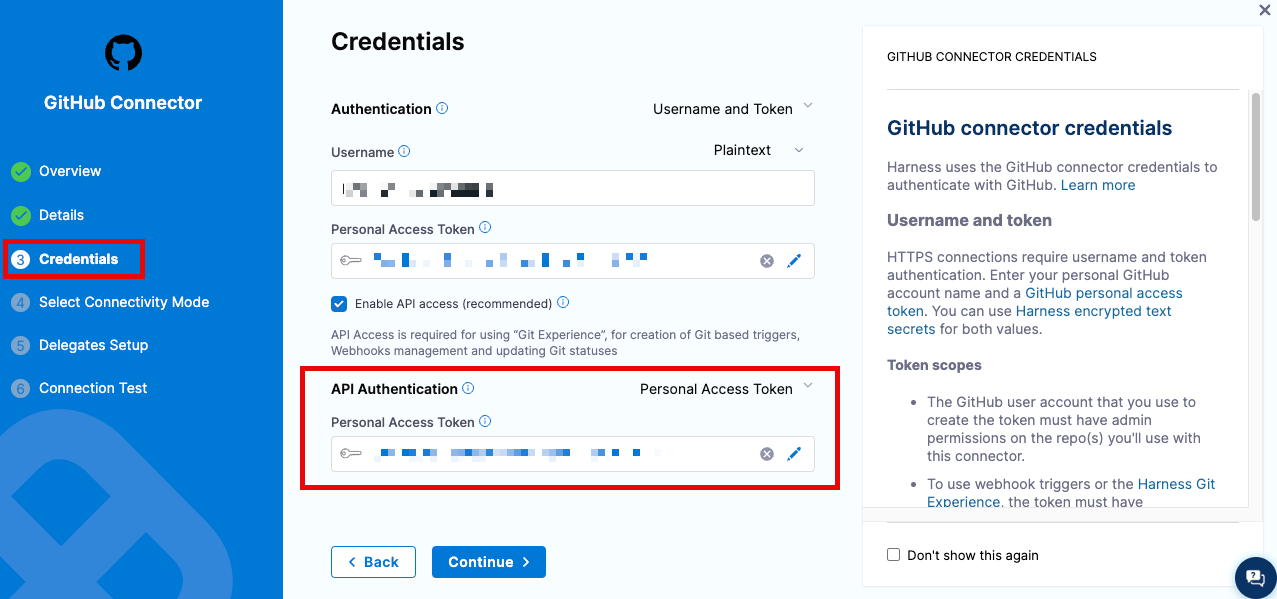 GitHub Connector
Overview
Details
3 Credentials
4 Select Connectivity Mode
5 Delegates Setup
6 Connection Test
Credentials
Authentication
Username and Token
Username
Plaintext
Personal Access Token
Enable API access (recommended)
API Access is required for using “Git Experience”, for creation of Git based triggers,
Webhooks management and updating Git statuses
API Authentication
Personal Access Token
Personal Access Token
Back
Continue
GITHUB CONNECTOR CREDENTIALS
GitHub connector credentials
Harness uses the GitHub connector credentials to
authenticate with GitHub. Learn more
Username and token
HTTPS connections require username and token
authentication. Enter your personal GitHub
account name and a GitHub personal access
token. You can use Harness encrypted text
secrets for both values.
Token scopes
• The GitHub user account that you use to
create the token must have admin
permissions on the repo(s) you'll use with
this connector.
• To use webhook triggers or the Harness Git
Experience, the token must have
Don't show this again